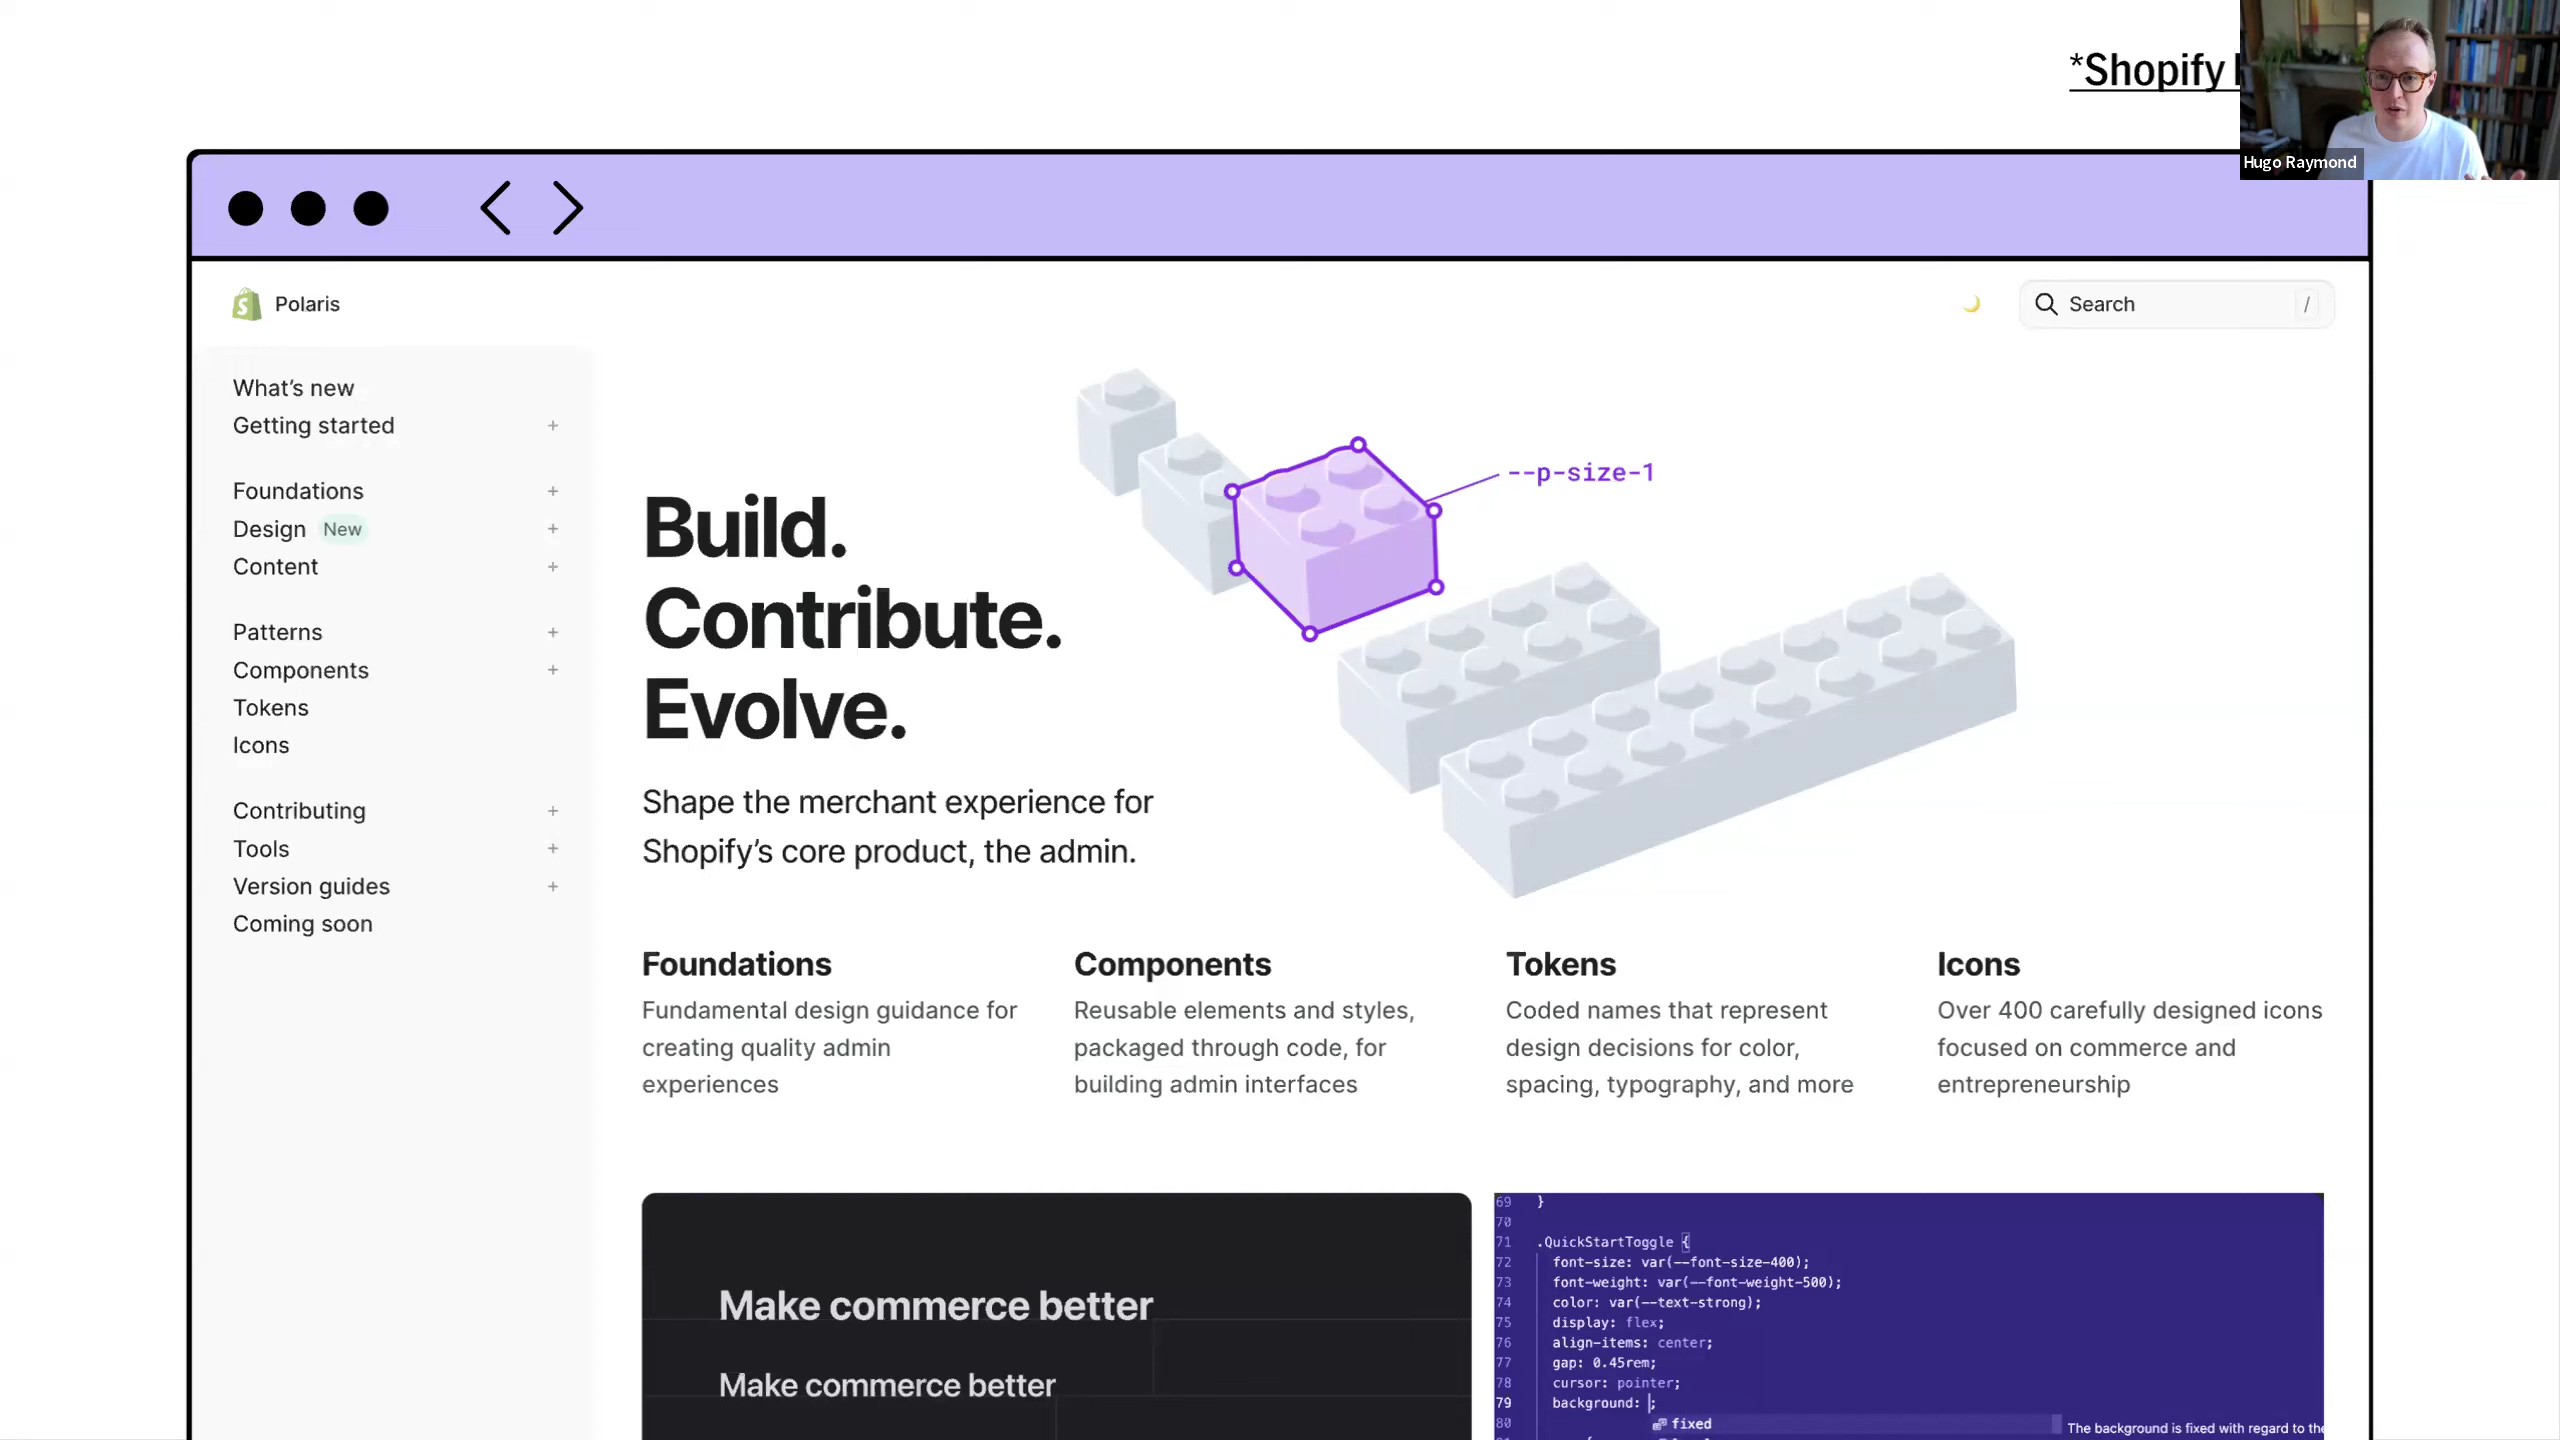 *Shopify
Hugo Raymond
Polaris
Search
/
What’s new
Getting started +
Foundations +
Design New +
Content +
Patterns +
Components +
Tokens
Icons
Contributing +
Tools +
Version guides +
Coming soon
--p-size-1
Build.
Contribute.
Evolve.
Shape the merchant experience for
Shopify’s core product, the admin.
Foundations
Fundamental design guidance for
creating quality admin
experiences
Components
Reusable elements and styles,
packaged through code, for
building admin interfaces
Tokens
Coded names that represent
design decisions for color,
spacing, typography, and more
Icons
Over 400 carefully designed icons
focused on commerce and
entrepreneurship
Make commerce better
Make commerce better
69 }
70
71 .QuickStartToggle {
72 font-size: var(--font-size-400);
73 font-weight: var(--font-weight-500);
74 color: var(--text-strong);
75 display: flex;
76 align-items: center;
77 gap: 0.45rem;
78 cursor: pointer;
79 background: ;
80 fixed
The background is fixed with regard to the